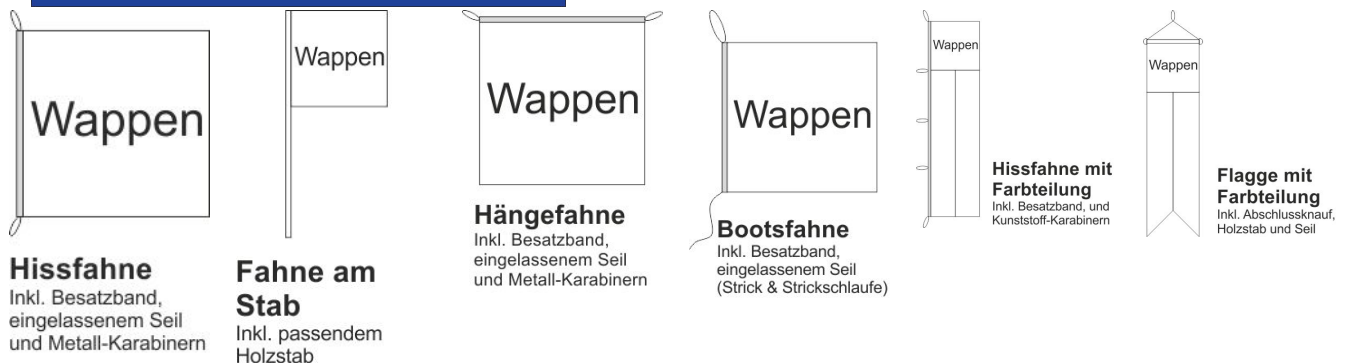 Wappen
Hissfahne
Inkl. Besatzband,
eingelassenem Seil
und Metall-Karabinern
Wappen
Fahne am
Stab
Inkl. passendem
Holzstab
Wappen
Hängefahne
Inkl. Besatzband,
eingelassenem Seil
und Metall-Karabinern
Wappen
Bootsfahne
Inkl. Besatzband,
eingelassenem Seil
(Strick & Strickschlaufe)
Wappen
Hissfahne mit
Farbteilung
Inkl. Besatzband, und
Kunststoff-Karabinern
Wappen
Flagge mit
Farbteilung
Inkl. Abschlussknauf,
Holzstab und Seil